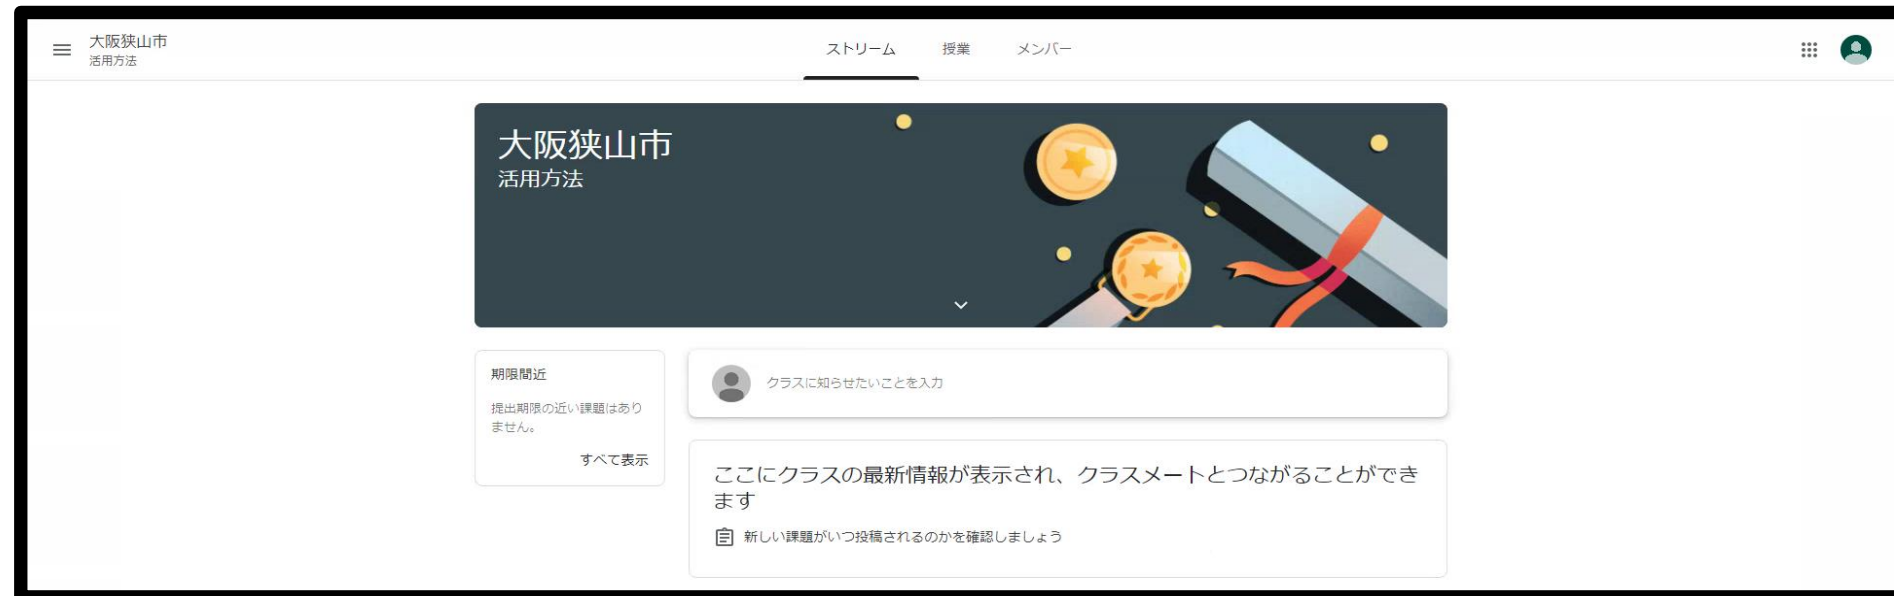 大阪狭山市
活用方法
ストリーム 授業 メンバー
大阪狭山市
活用方法
期限間近
提出期限の近い課題はあり
ません。
すべて表示
クラスに知らせたいことを入力
ここにクラスの最新情報が表示され、クラスメートとつながることができ
ます
新しい課題がいつ投稿されるのかを確認しましょう